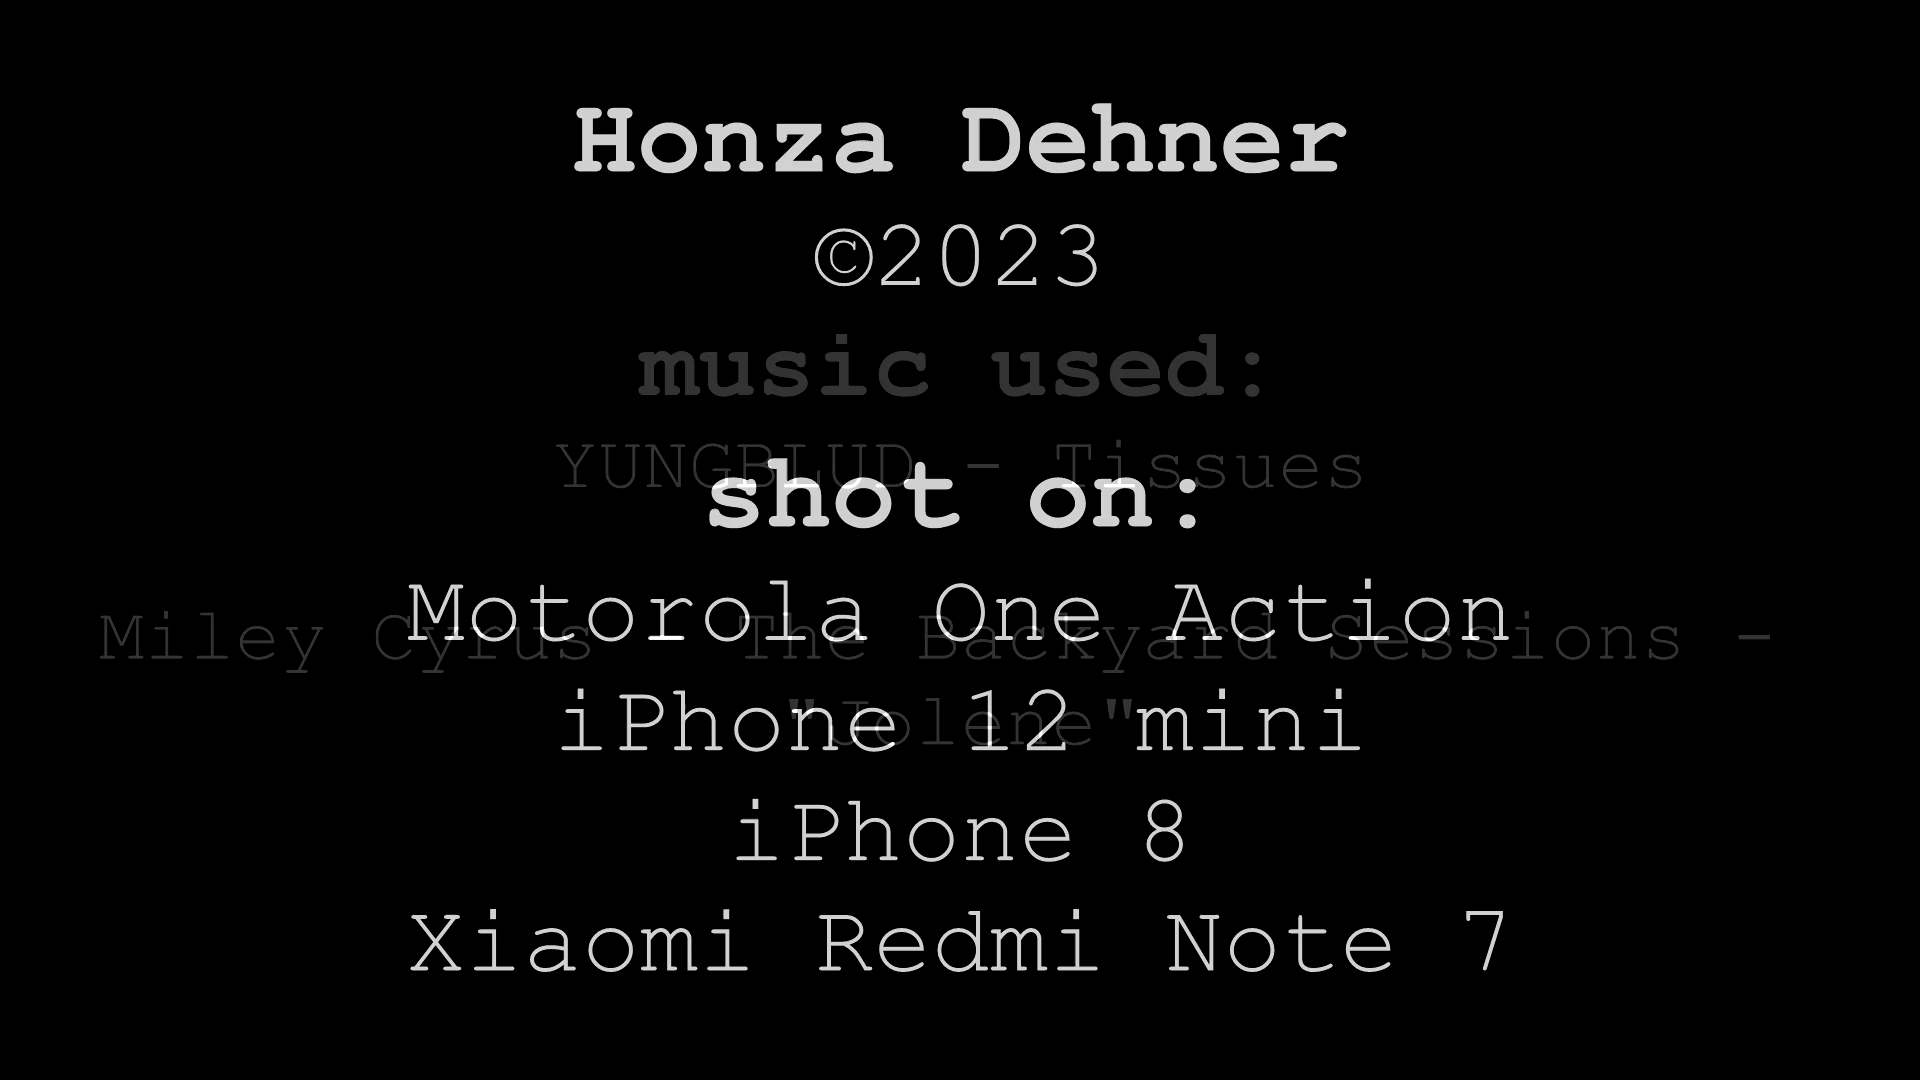 Honza Dehner
©2023
music used:
YUNGBLUD - Tissues
shot on:
Motorola One Action
Miley Cyrus - The Backyard Sessions -
"Jolene"
iPhone 12 mini
iPhone 8
Xiaomi Redmi Note 7